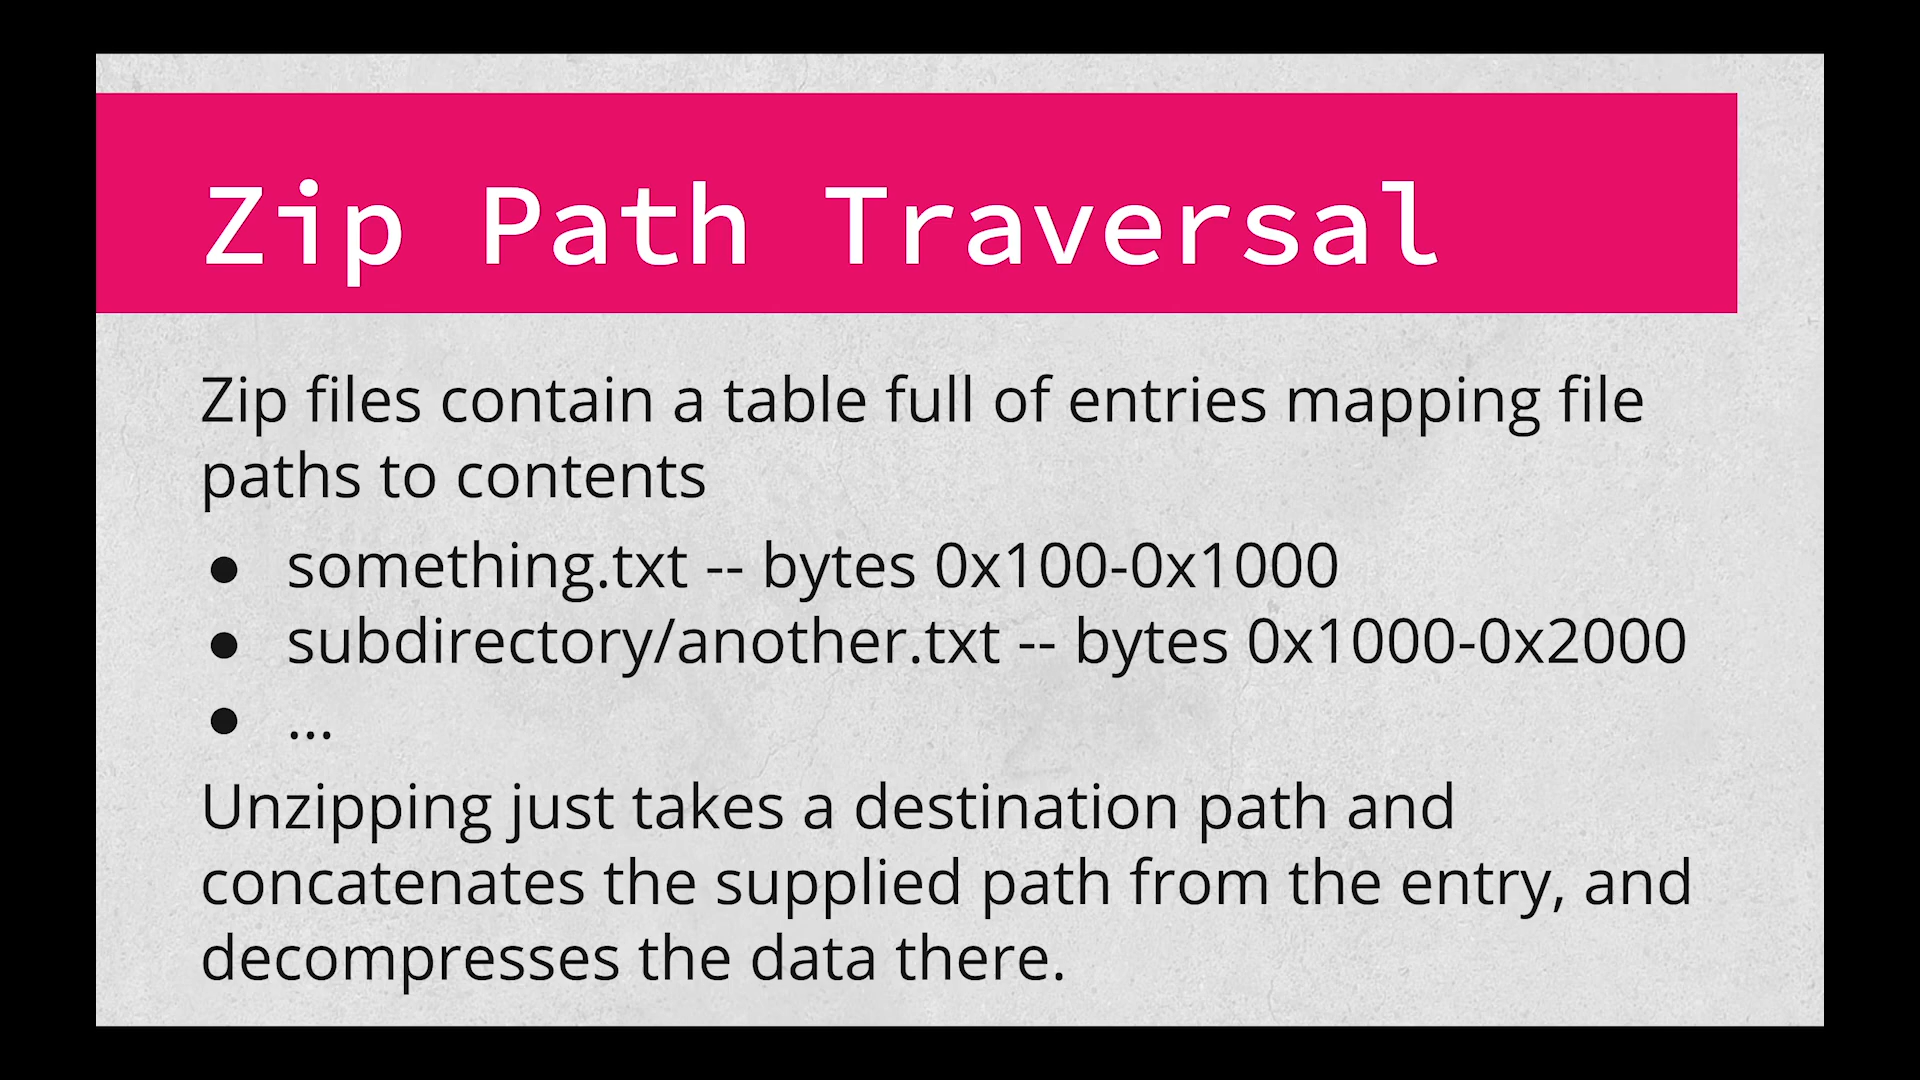 Zip Path Traversal
Zip files contain a table full of entries mapping file
paths to contents
● something.txt -- bytes 0x100-0x1000
● subdirectory/another.txt -- bytes 0x1000-0x2000
● ...
Unzipping just takes a destination path and
concatenates the supplied path from the entry, and
decompresses the data there.